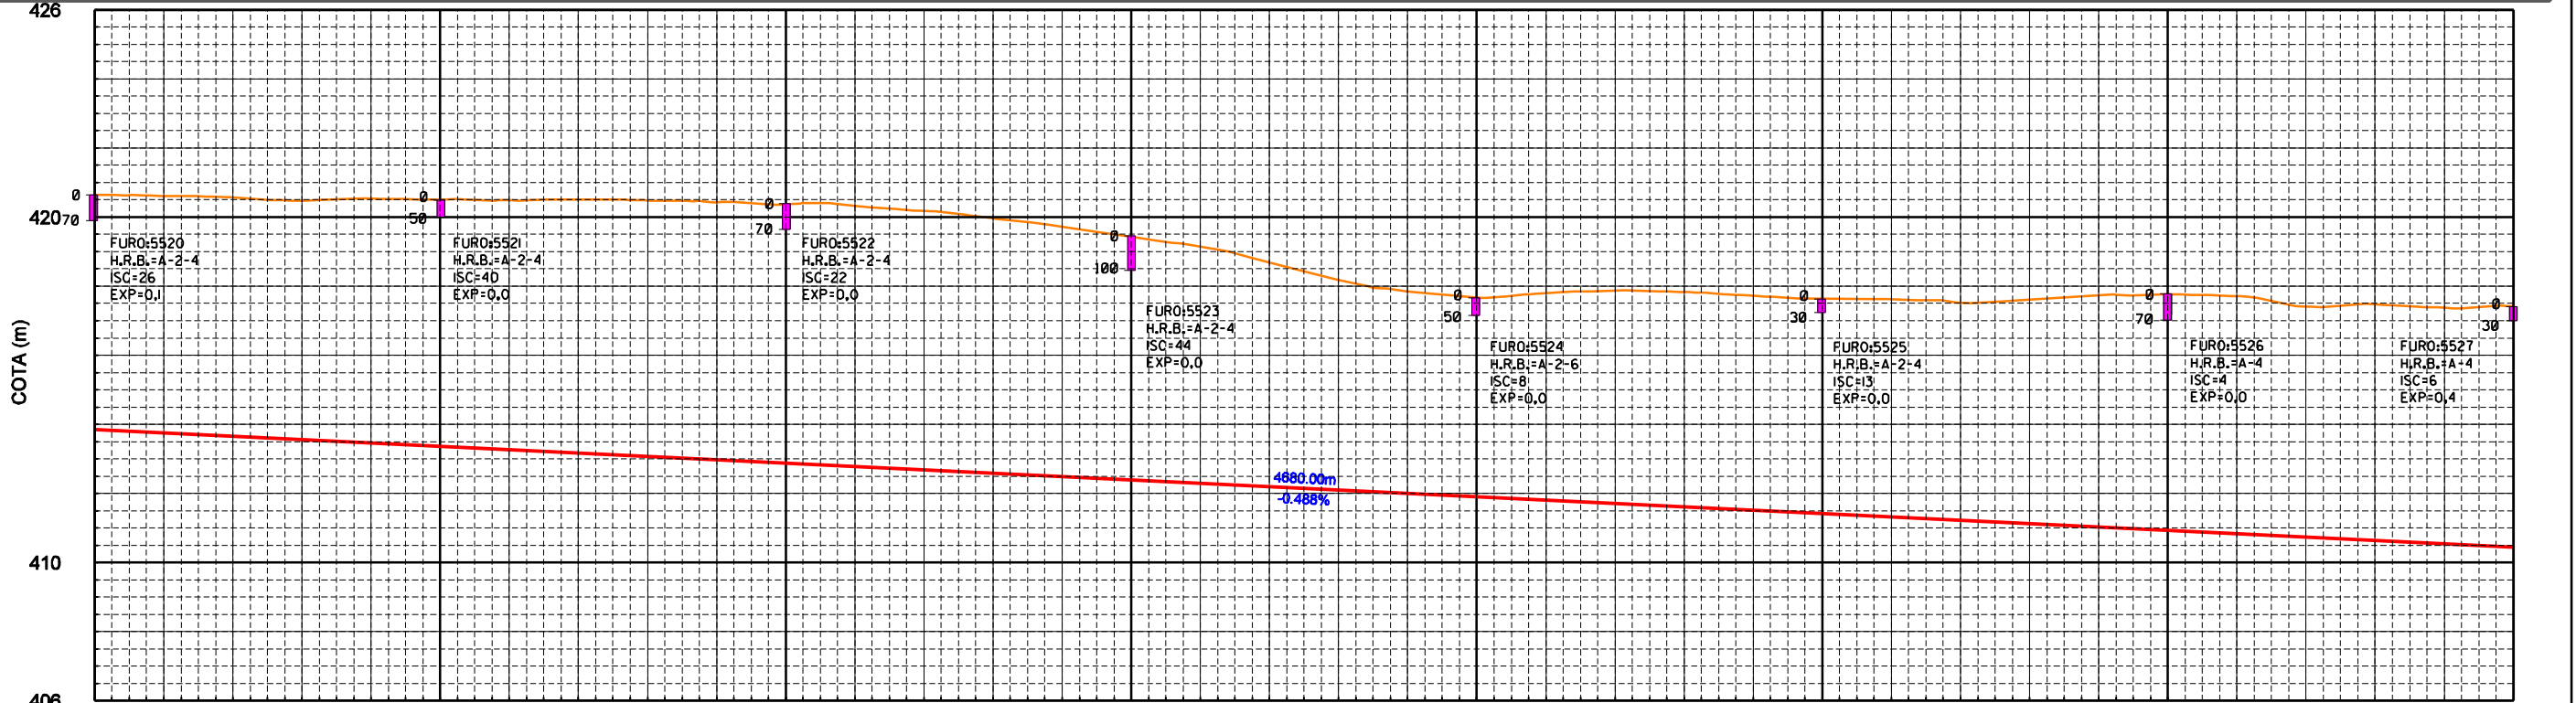 426
0
420
70
0
50
0
70
0
100
0
50
0
30
0
70
0
30
FURO:5520
H.R.B.=A-2-4
ISC=26
EXP=0,1
FURO:5521
H.R.B.=A-2-4
ISC=40
EXP=0,0
FURO:5522
H.R.B.=A-2-4
ISC=22
EXP=0,0
FURO:5523
H.R.B.=A-2-4
ISC=44
EXP=0,0
FURO:5524
H.R.B.=A-2-6
ISC=8
EXP=0,0
FURO:5525
H.R.B.=A-2-4
ISC=13
EXP=0,0
FURO:5526
H.R.B.=A-4
ISC=4
EXP=0,0
FURO:5527
H.R.B.=A-4
ISC=6
EXP=0,4
COTA (m)
4680.00m
-0.488%
410
406